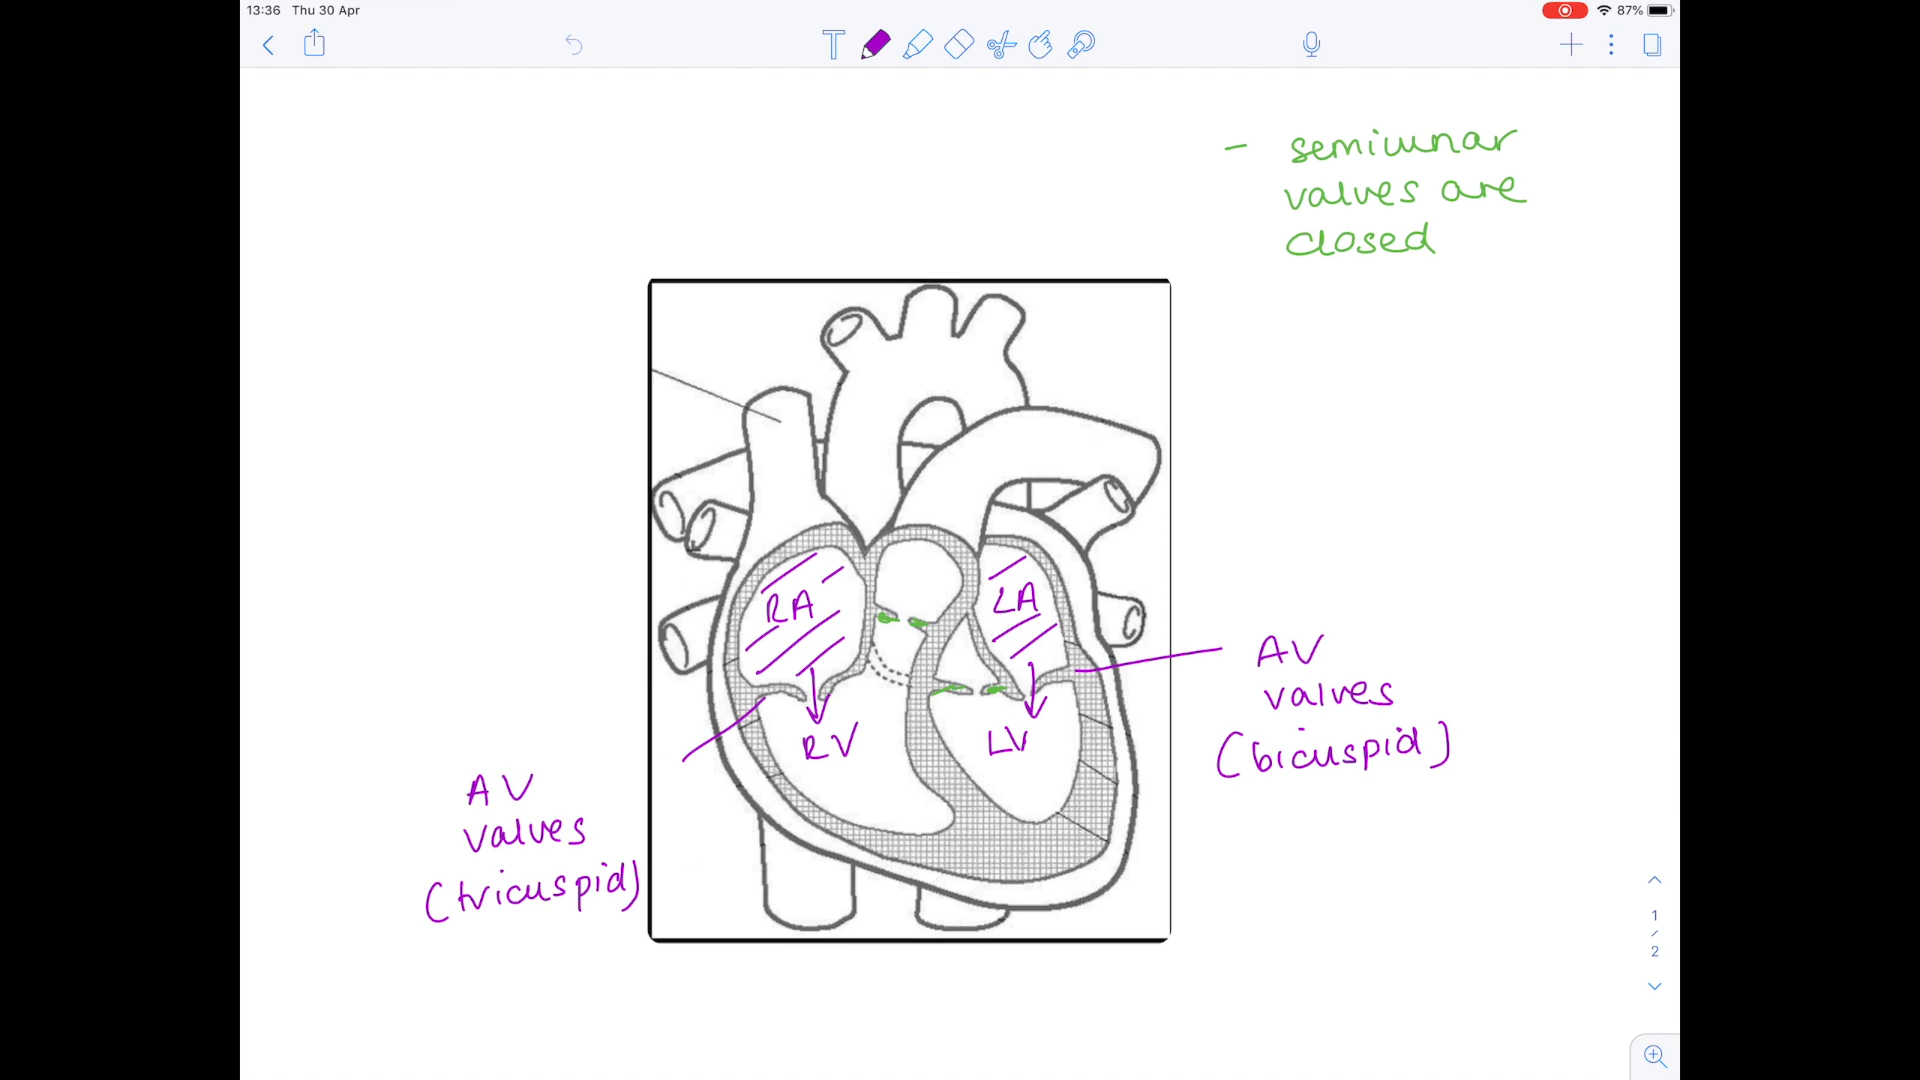 13:36 Thu 30 Apr
87%
T
- semilunar
valves are
closed
RA
LA
AV
valves
(bicuspid)
RV
LV
AV
valves
(tricuspid)
1
/
2